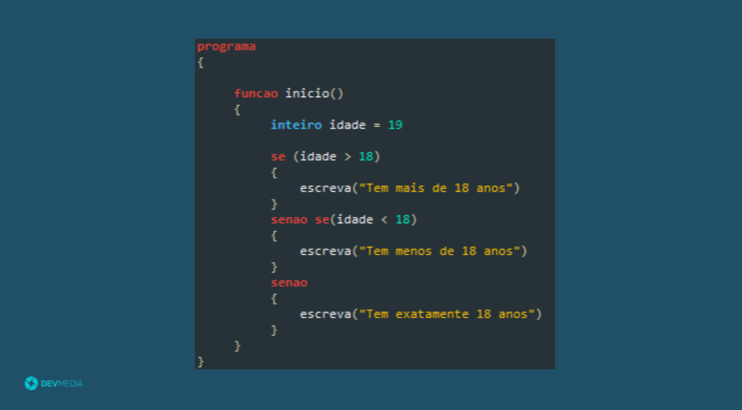 programa
{
funcao inicio()
{
inteiro idade = 19
se (idade > 18)
{
escreva("Tem mais de 18 anos")
}
senao se(idade < 18)
{
escreva("Tem menos de 18 anos")
}
senao
{
escreva("Tem exatamente 18 anos")
}
}
}
DEVMEDIA